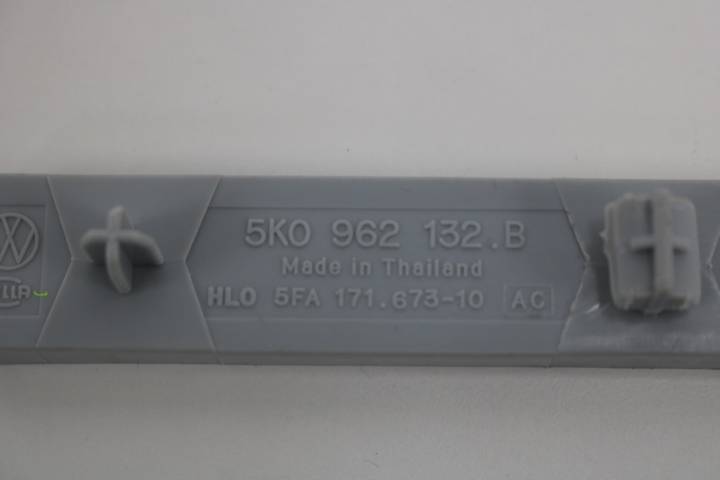 5K0 962 132.B
Made in Thailand
HLO 5FA 171.673-10 AC